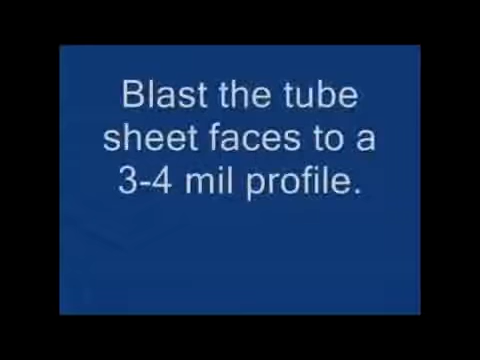 Blast the tube
sheet faces to a
3-4 mil profile.